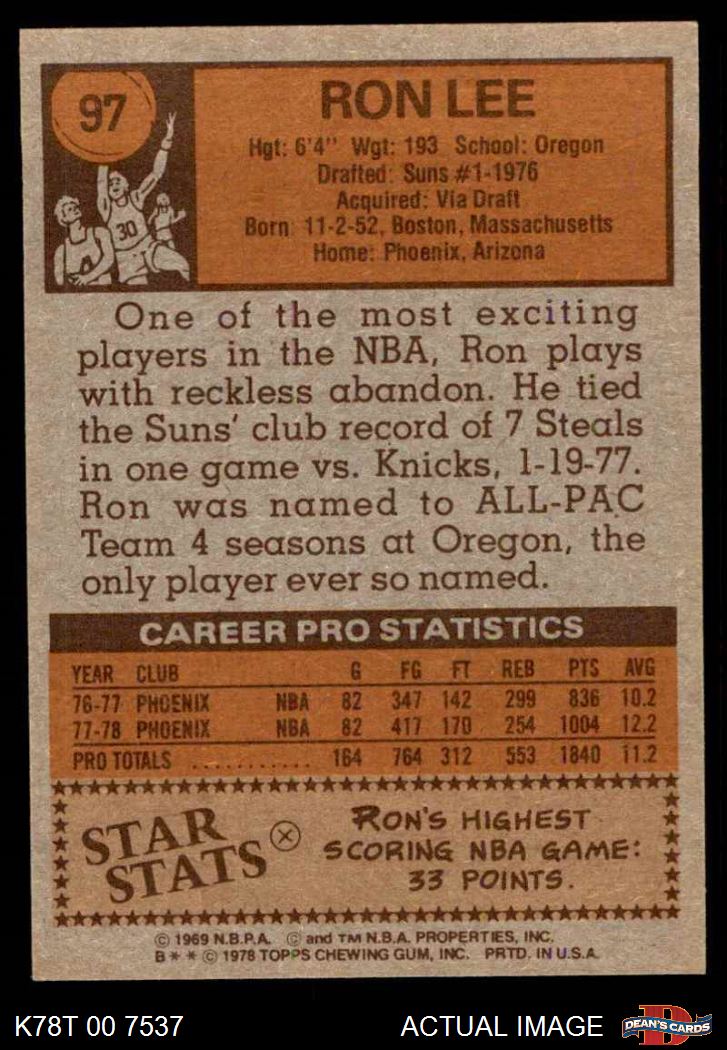 97
30
RON LEE
Hgt: 6'4" Wgt: 193 School: Oregon
Drafted: Suns #1-1976
Acquired: Via Draft
Born: 11-2-52, Boston, Massachusetts
Home: Phoenix, Arizona
One of the most exciting
players in the NBA, Ron plays
with reckless abandon. He tied
the Suns' club record of 7 Steals
in one game vs. Knicks, 1-19-77.
Ron was named to ALL-PAC
Team 4 seasons at Oregon, the
only player ever so named.
CAREER PRO STATISTICS
YEAR CLUB G FG FT REB PTS AVG
76-77 PHOENIX NBA 82 347 142 299 836 10.2
77-78 PHOENIX NBA 82 417 170 254 1004 12.2
PRO TOTALS ........... 164 764 312 553 1840 11.2
STAR
STATS
RON'S HIGHEST
SCORING NBA GAME:
33 POINTS.
© 1969 N.B.P.A. © and TM N.B.A. PROPERTIES, INC.
B * * © 1978 TOPPS CHEWING GUM, INC. PRTD. IN U.S.A.
K78T 00 7537 ACTUAL IMAGE
D
DEAN'S CARDS